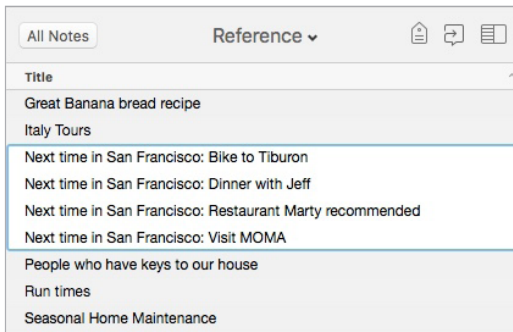 All Notes
Reference
Title
Great Banana bread recipe
Italy Tours
Next time in San Francisco: Bike to Tiburon
Next time in San Francisco: Dinner with Jeff
Next time in San Francisco: Restaurant Marty recommended
Next time in San Francisco: Visit MOMA
People who have keys to our house
Run times
Seasonal Home Maintenance